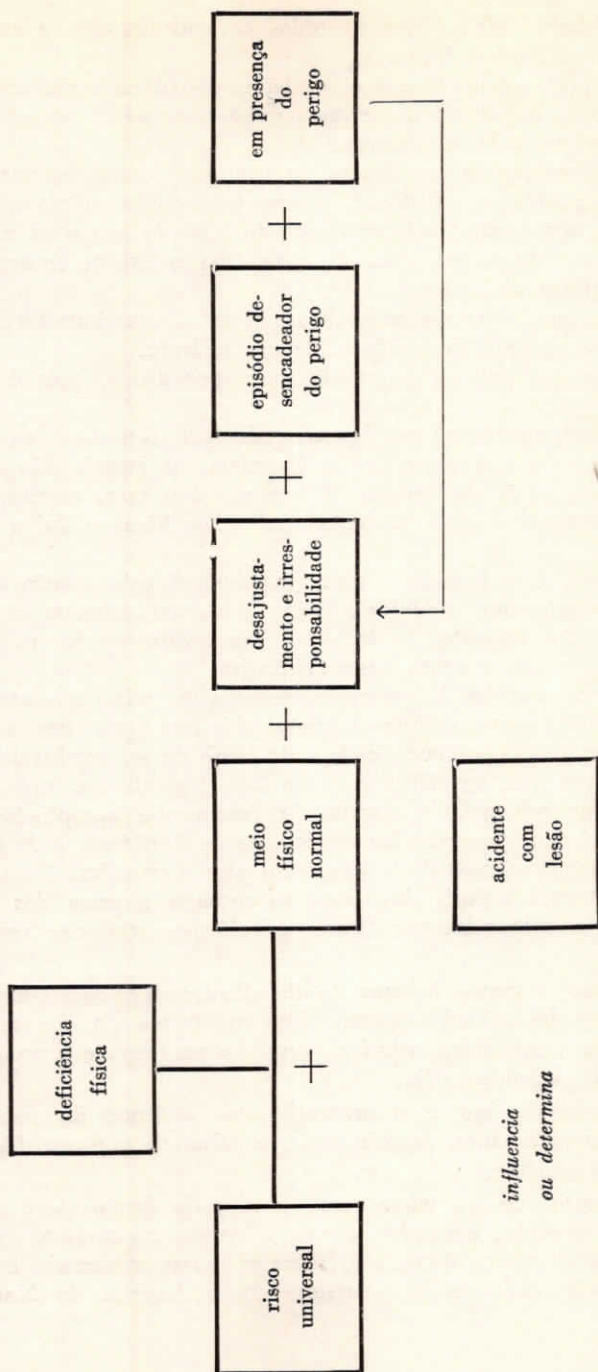 deficiência
física
risco
universal
+
meio
físico
normal
+
desajusta-
mento e irres-
ponsabilidade
+
episódio de-
sencadeador
do perigo
+
em presença
do
perigo
influencia
ou determina
acidente
com
lesão